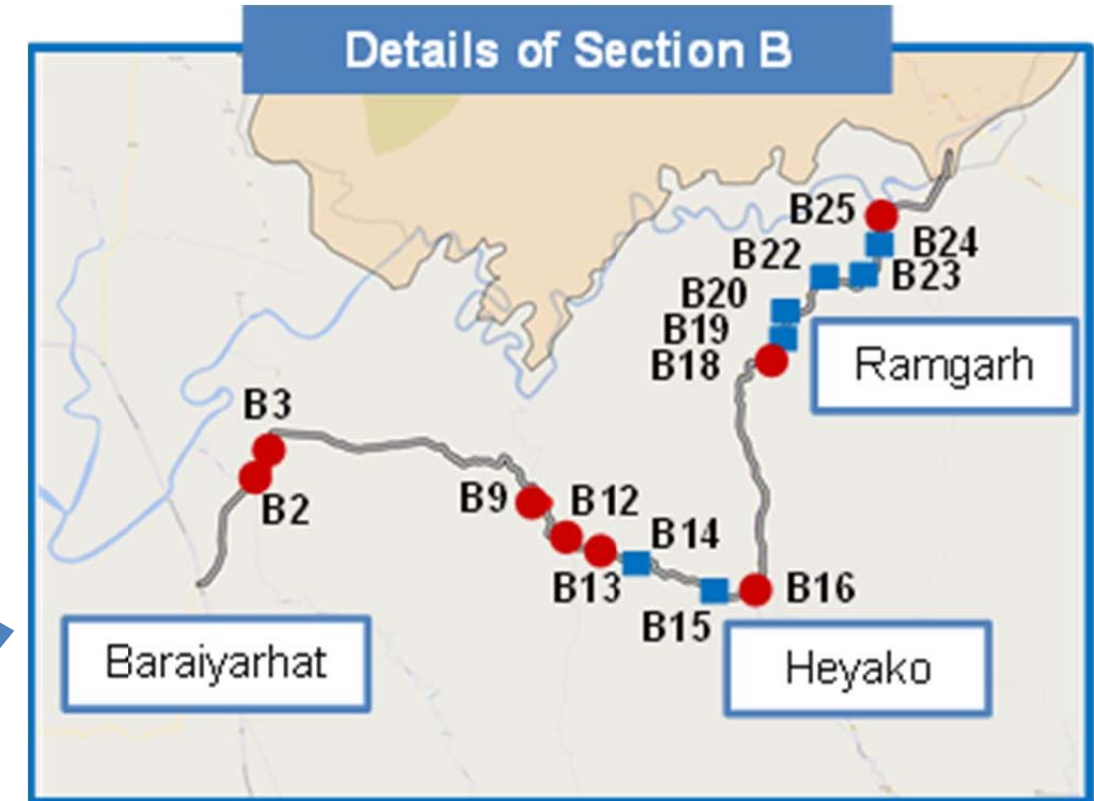 Details of Section B
B25
B24
B22
B23
B20
B19
B18
Ramgarh
B3
B2
B9
B12
B14
B13
B16
B15
Baraiyarhat
Heyako